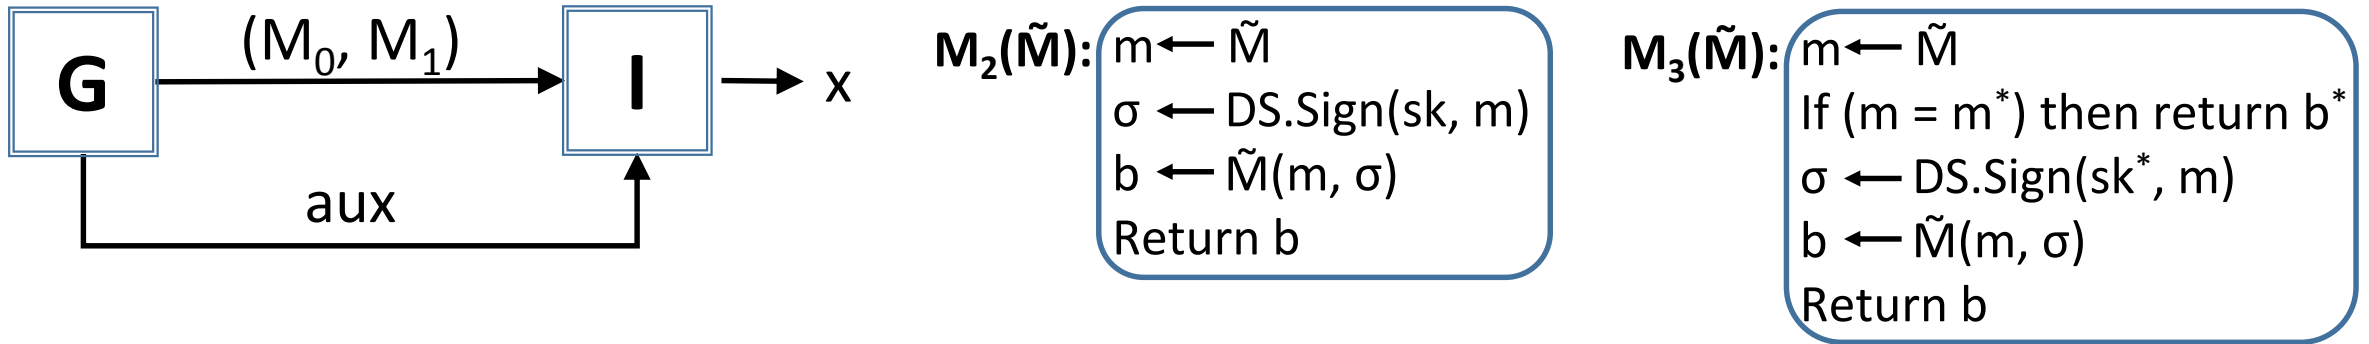 G
(M₀, M₁)
I
x
aux
M₂(M̃):
m ← M̃
σ ← DS.Sign(sk, m)
b ← M̃(m, σ)
Return b
M₃(M̃):
m ← M̃
If (m = m*) then return b*
σ ← DS.Sign(sk*, m)
b ← M̃(m, σ)
Return b